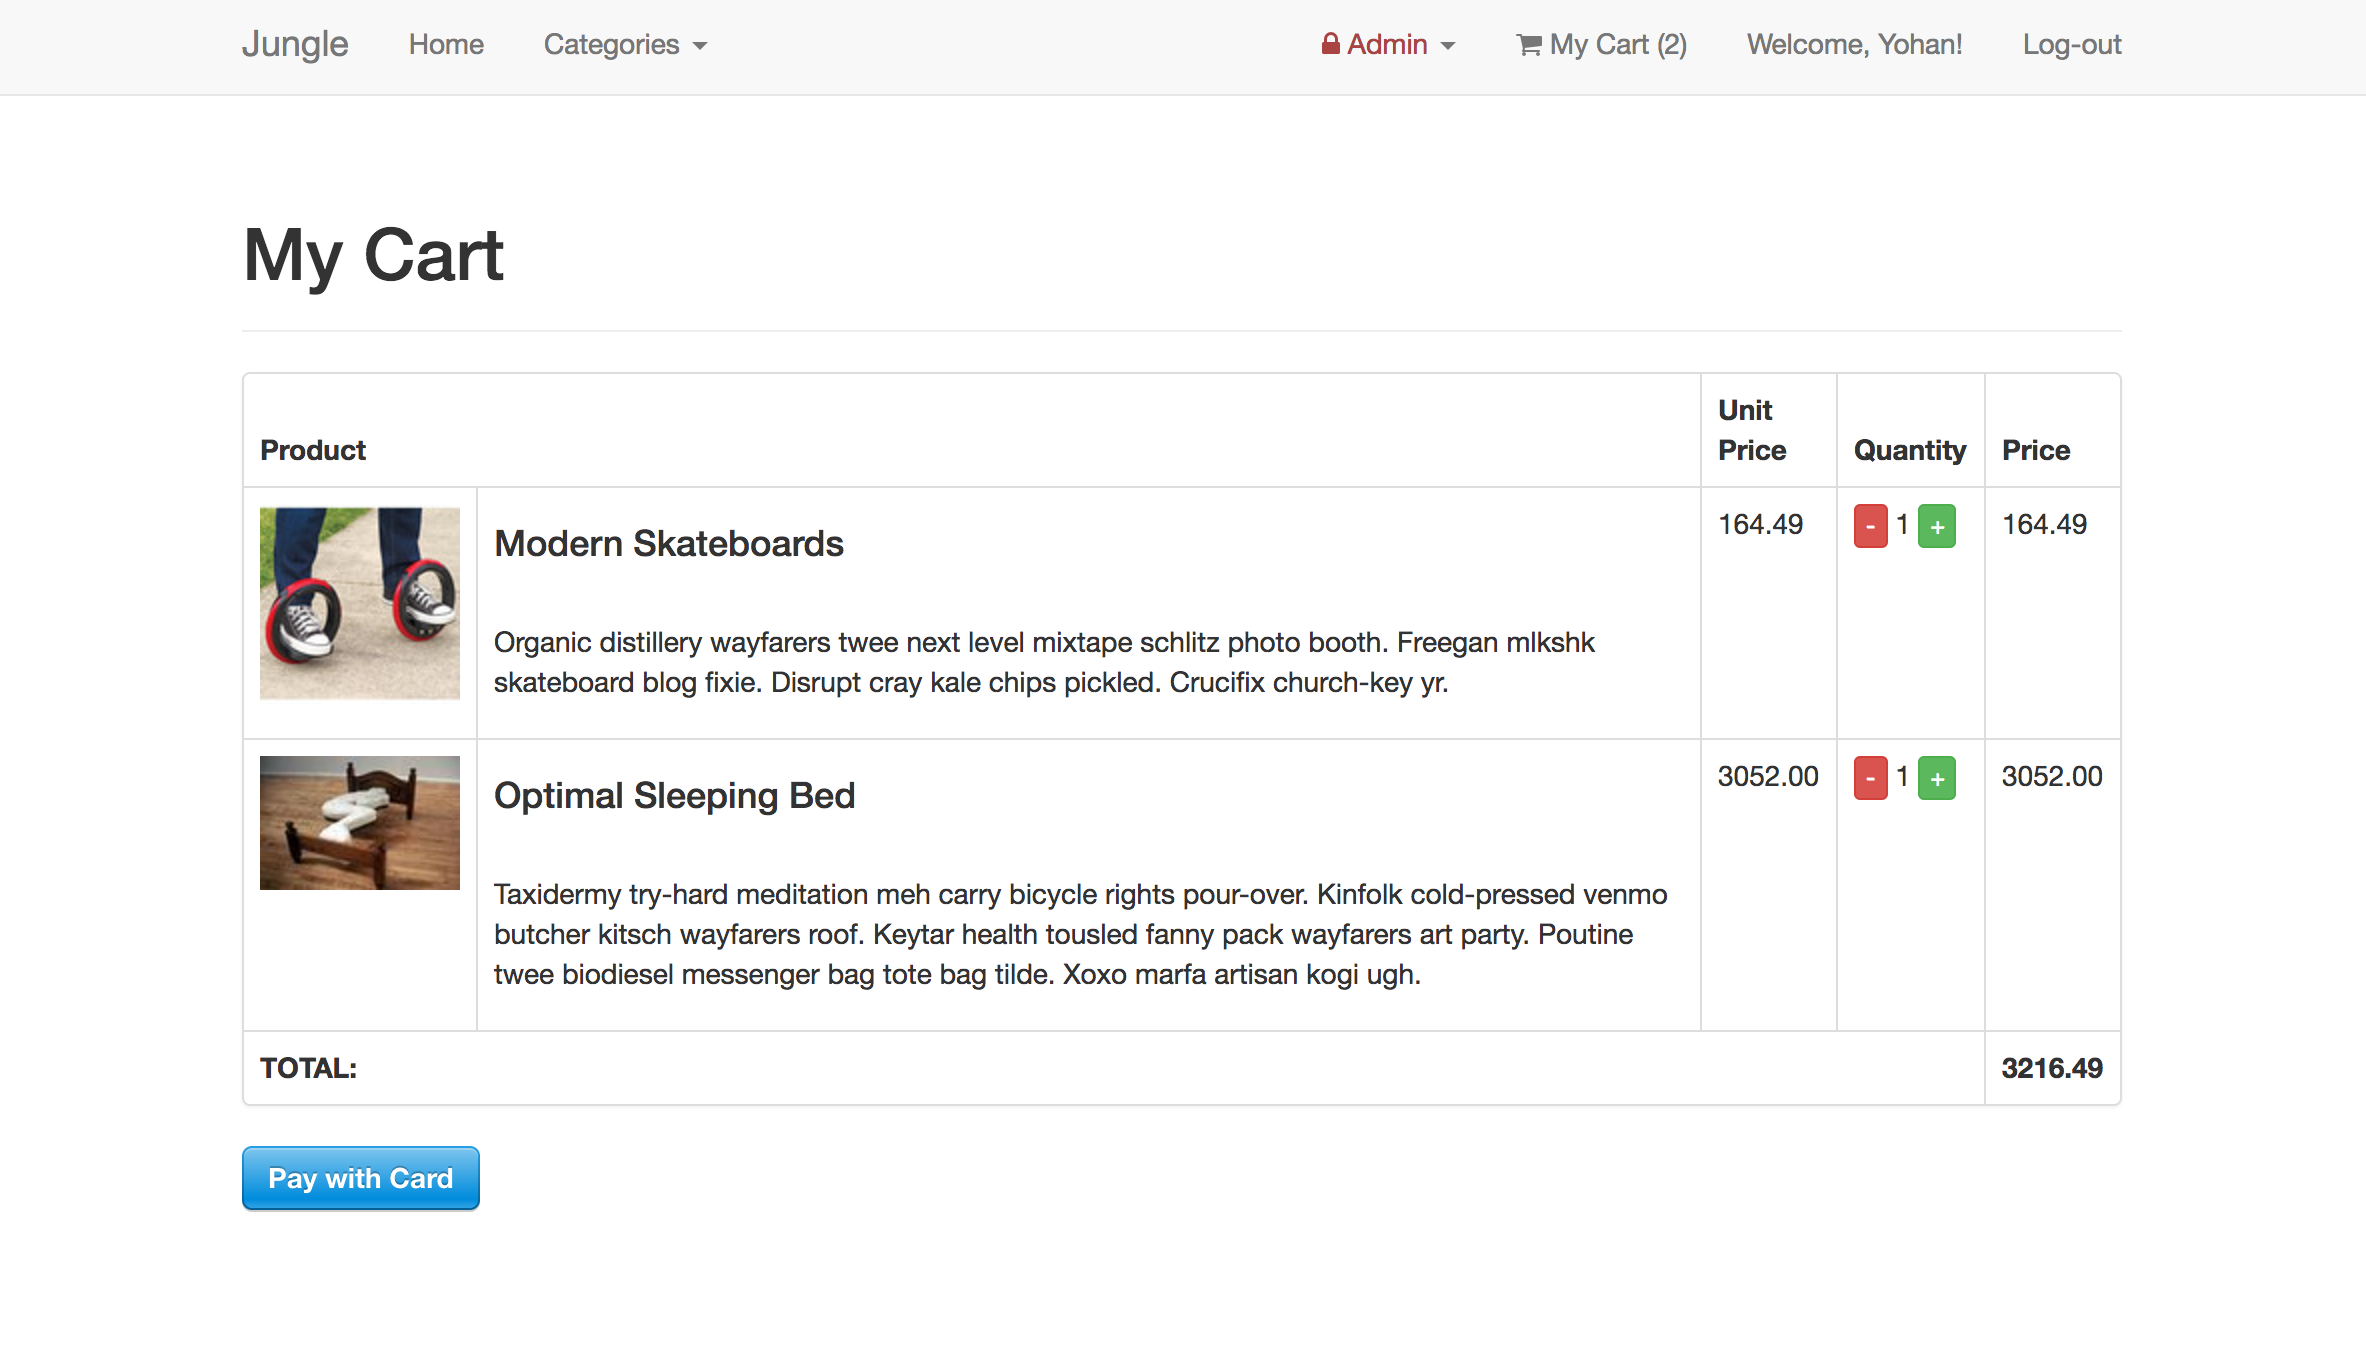 Jungle Home Categories Admin My Cart (2) Welcome, Yohan! Log-out
My Cart
Product Unit Price Quantity Price
Modern Skateboards 164.49 - 1 + 164.49
Organic distillery wayfarers twee next level mixtape schlitz photo booth. Freegan mlkshk
skateboard blog fixie. Disrupt cray kale chips pickled. Crucifix church-key yr.
Optimal Sleeping Bed 3052.00 - 1 + 3052.00
Taxidermy try-hard meditation meh carry bicycle rights pour-over. Kinfolk cold-pressed venmo
butcher kitsch wayfarers roof. Keytar health tousled fanny pack wayfarers art party. Poutine
twee biodiesel messenger bag tote bag tilde. Xoxo marfa artisan kogi ugh.
TOTAL: 3216.49
Pay with Card